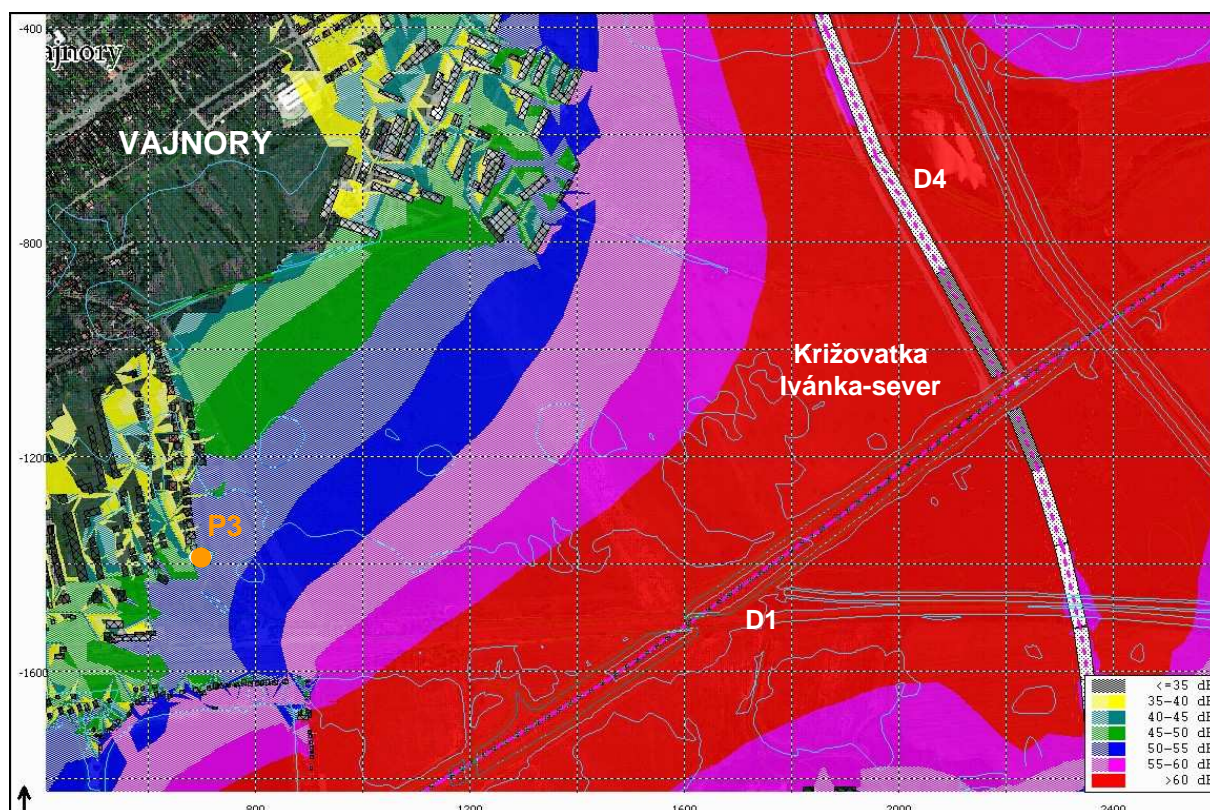 -400
ajnory
VAJNORY
D4
-800
Križovatka
Ivánka-sever
-1200
P3
D1
-1600
<=35 dB
35-40 dB
40-45 dB
45-50 dB
50-55 dB
55-60 dB
>60 dB
800
1200
1600
2000
2400